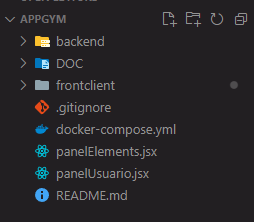 APPGYM
backend
DOC
frontclient
.gitignore
docker-compose.yml
panelElements.jsx
panelUsuario.jsx
README.md